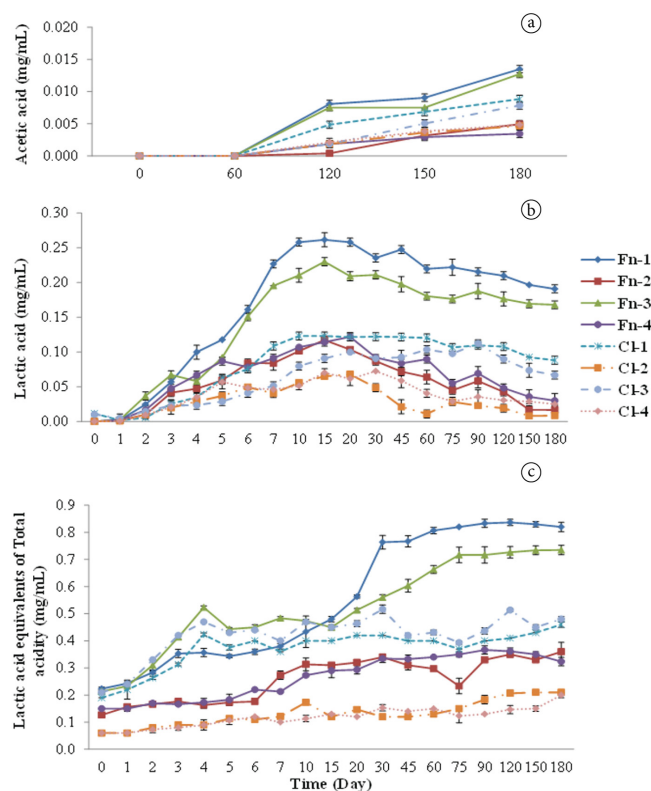 a
Acetic acid (mg/mL)
0.020
0.015
0.010
0.005
0.000
0 60 120 150 180
b
Lactic acid (mg/mL)
0.30
0.25
0.20
0.15
0.10
0.05
0.00
0 1 2 3 4 5 6 7 10 15 20 30 45 60 75 90 120 150 180
Fn-1
Fn-2
Fn-3
Fn-4
Cl-1
Cl-2
Cl-3
Cl-4
c
Lactic acid equivalents of Total
acidity (mg/mL)
0.9
0.8
0.7
0.6
0.5
0.4
0.3
0.2
0.1
0.0
0 1 2 3 4 5 6 7 10 15 20 30 45 60 75 90 120 150 180
Time (Day)